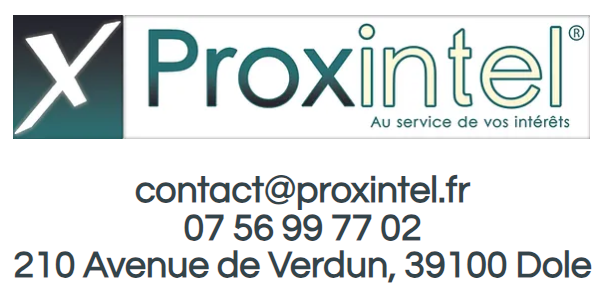 X Proxintel®
Au service de vos intérêts
contact@proxintel.fr
07 56 99 77 02
210 Avenue de Verdun, 39100 Dole